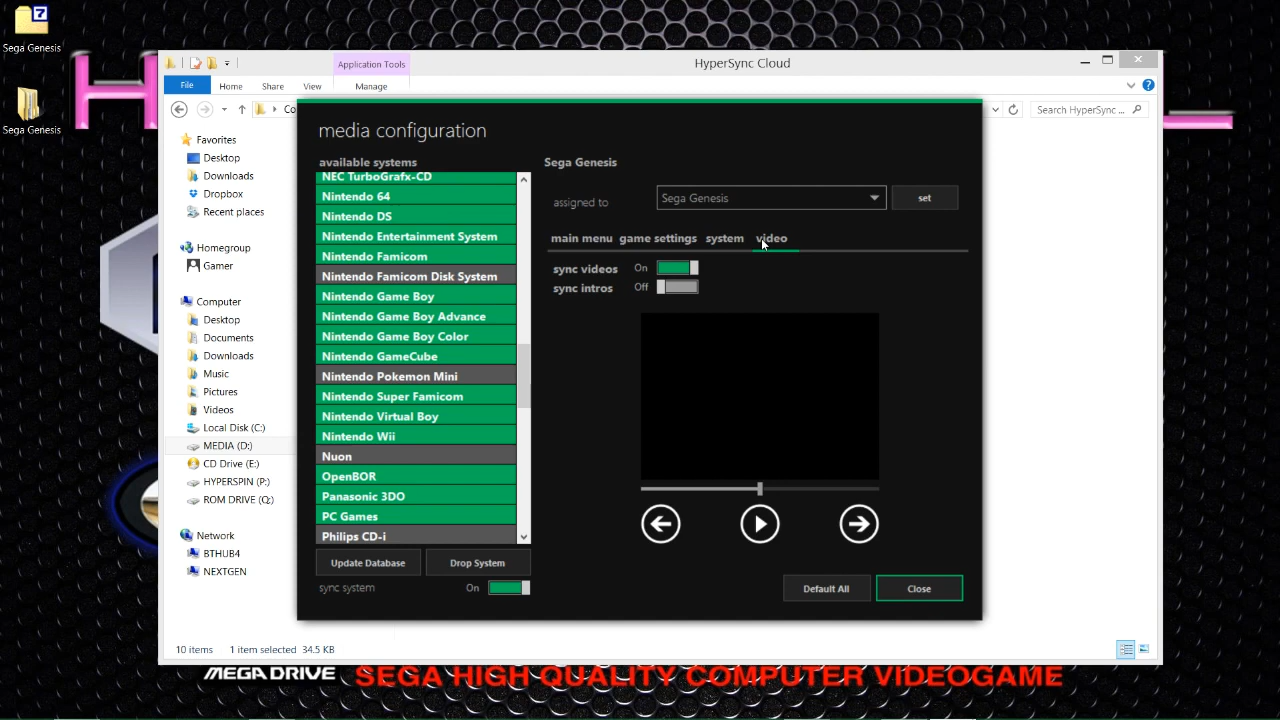 7
Sega Genesis
Sega Genesis
Application Tools
HyperSync Cloud
File
Home
Share
View
Manage
Co
Search HyperSync ...
Favorites
Desktop
Downloads
Dropbox
Recent places
Homegroup
Gamer
Computer
Desktop
Documents
Downloads
Music
Pictures
Videos
Local Disk (C:)
MEDIA (D:)
CD Drive (E:)
HYPERSPIN (P:)
ROM DRIVE (Q:)
Network
BTHUB4
NEXTGEN
media configuration
available systems
NEC TurboGrafx-CD
Nintendo 64
Nintendo DS
Nintendo Entertainment System
Nintendo Famicom
Nintendo Famicom Disk System
Nintendo Game Boy
Nintendo Game Boy Advance
Nintendo Game Boy Color
Nintendo GameCube
Nintendo Pokemon Mini
Nintendo Super Famicom
Nintendo Virtual Boy
Nintendo Wii
Nuon
OpenBOR
Panasonic 3DO
PC Games
Philips CD-i
Update Database
Drop System
sync system
On
Sega Genesis
assigned to
Sega Genesis
set
main menu
game settings
system
video
sync videos
On
sync intros
Off
Default All
Close
10 items
1 item selected
34.5 KB
MEGA DRIVE
SEGA HIGH QUALITY COMPUTER VIDEOGAME